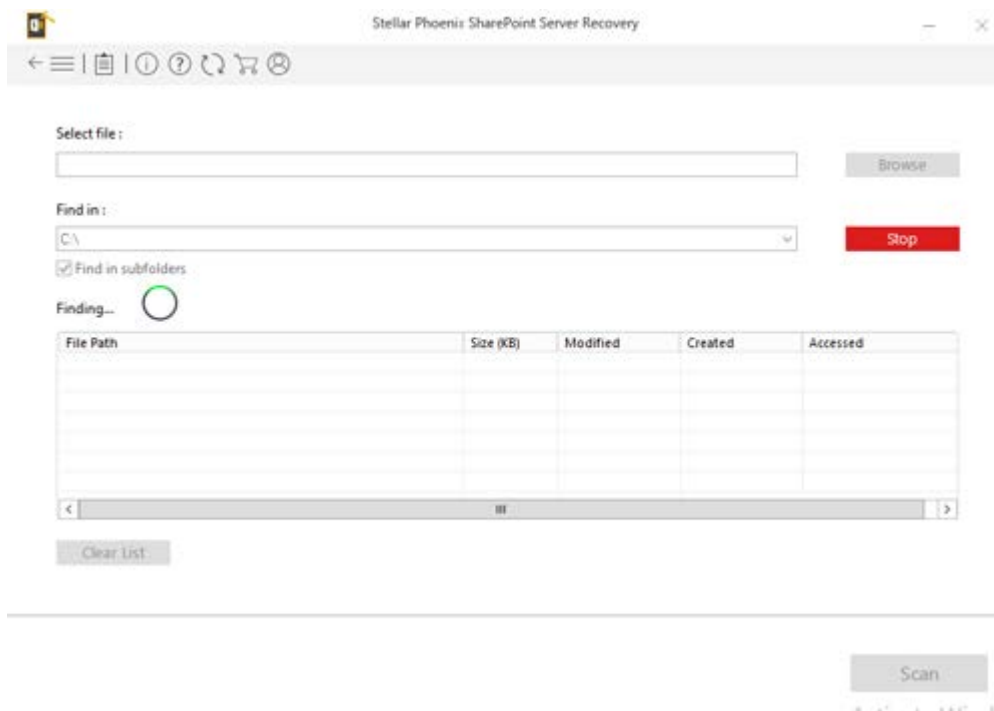 Stellar Phoenix SharePoint Server Recovery
Select file :
Browse
Find in :
C:\
Stop
Find in subfolders
Finding...
File Path Size (KB) Modified Created Accessed
Clear List
Scan